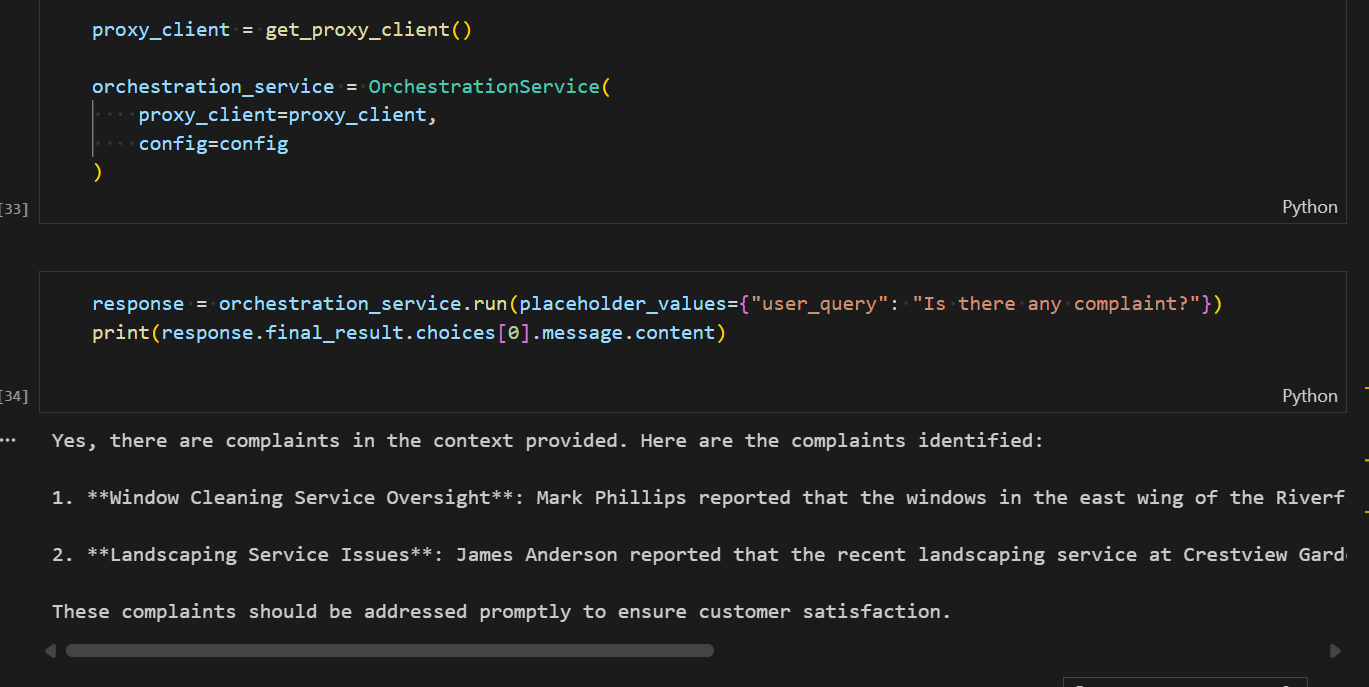 proxy_client = get_proxy_client()
orchestration_service = OrchestrationService(
    proxy_client=proxy_client,
    config=config
)
[33]
Python
response = orchestration_service.run(placeholder_values={"user_query": "Is there any complaint?"})
print(response.final_result.choices[0].message.content)
[34]
Python
...
Yes, there are complaints in the context provided. Here are the complaints identified:
1. **Window Cleaning Service Oversight**: Mark Phillips reported that the windows in the east wing of the Riverf
2. **Landscaping Service Issues**: James Anderson reported that the recent landscaping service at Crestview Gard
These complaints should be addressed promptly to ensure customer satisfaction.